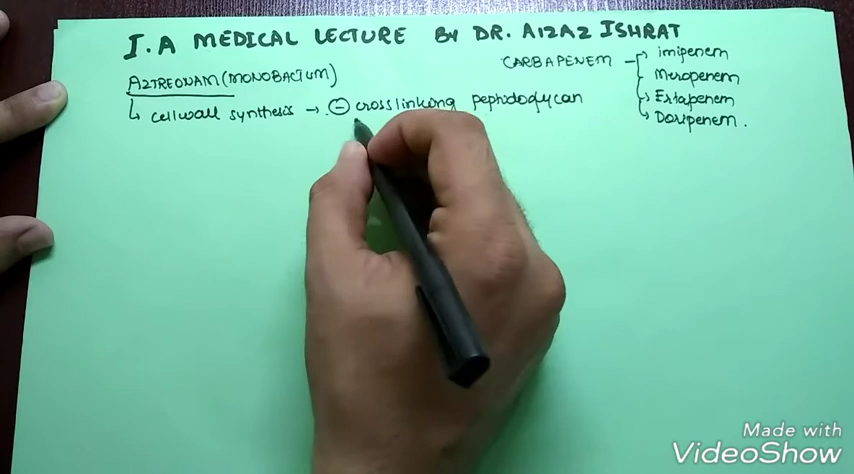 I.A MEDICAL LECTURE By DR. AIZAZ ISHRAT
AZTREONAM (MONOBACTUM)
↳ cellwall synthesis → ⊖ crosslinking peptidoglycan
CARBAPENEM → imipenem
Meropenem
Ertapenem
Doripenem.
Made with
VideoShow